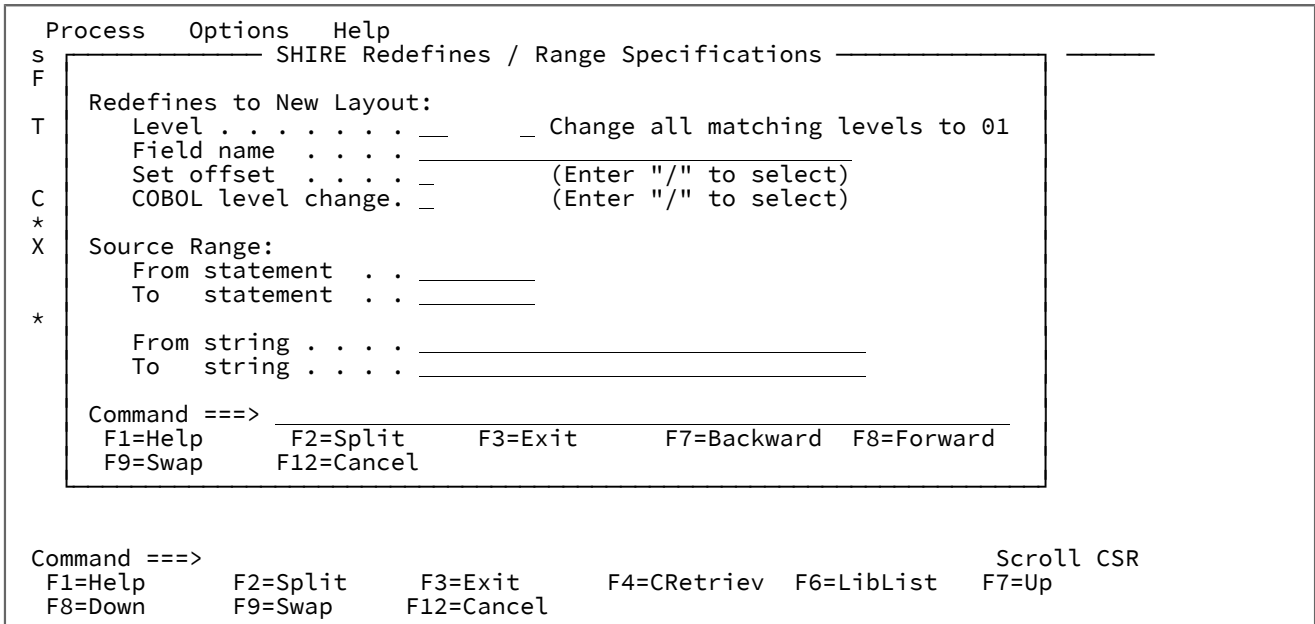 Process   Options   Help
s   SHIRE Redefines / Range Specifications
F
Redefines to New Layout:
T   Level . . . . . . . __   _ Change all matching levels to 01
Field name  . . . .
Set offset  . . . . _   (Enter "/" to select)
C   COBOL level change. _   (Enter "/" to select)
*
X   Source Range:
From statement  . .
To   statement  . .
*
From string . . . .
To   string . . . .
Command ===>
F1=Help   F2=Split   F3=Exit   F7=Backward  F8=Forward
F9=Swap   F12=Cancel
Command ===>   Scroll CSR
F1=Help   F2=Split   F3=Exit   F4=CRetriev  F6=LibList   F7=Up
F8=Down   F9=Swap   F12=Cancel